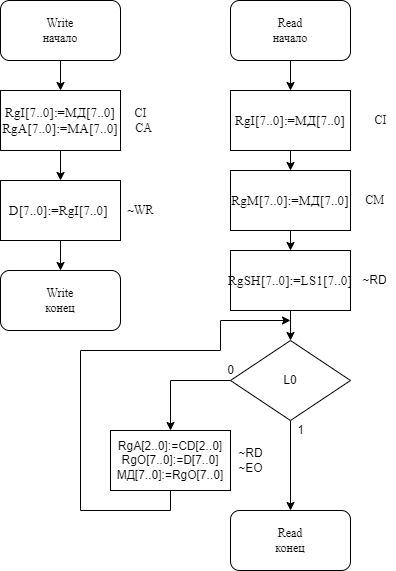 Write
начало
RgI[7..0]:=МД[7..0]
RgA[7..0]:=МА[7..0]
CI
CA
D[7..0]:=RgI[7..0]
~WR
Write
конец
Read
начало
RgI[7..0]:=МД[7..0]
CI
RgM[7..0]:=МД[7..0]
CM
RgSH[7..0]:=LS1[7..0]
~RD
L0
0
1
RgA[2..0]:=CD[2..0]
RgO[7..0]:=D[7..0]
МД[7..0]:=RgO[7..0]
~RD
~EO
Read
конец